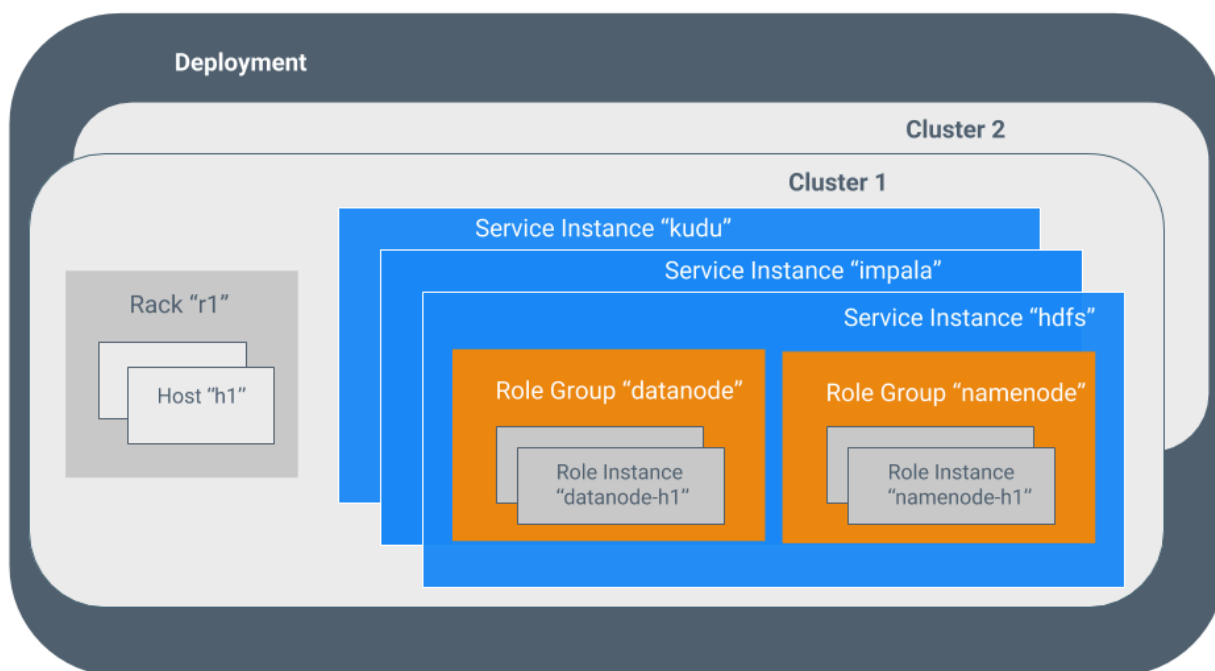 Deployment
Cluster 2
Cluster 1
Service Instance “kudu”
Service Instance “impala”
Service Instance “hdfs”
Rack “r1”
Host “h1”
Role Group “datanode”
Role Instance
“datanode-h1”
Role Group “namenode”
Role Instance
“namenode-h1”